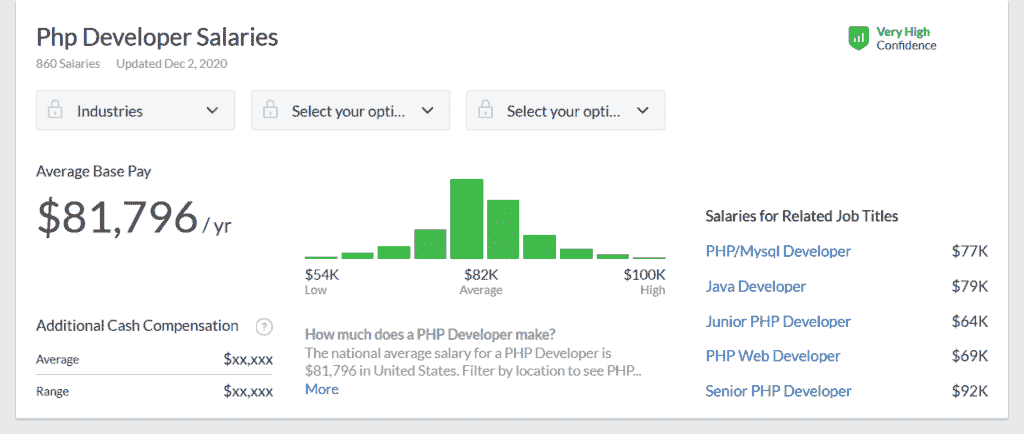 Php Developer Salaries
860 Salaries Updated Dec 2, 2020
Very High
Confidence
Industries
Select your opti...
Select your opti...
Average Base Pay
$81,796 / yr
$54K
Low
$82K
Average
$100K
High
Additional Cash Compensation ?
Average $xx,xxx
Range $xx,xxx
How much does a PHP Developer make?
The national average salary for a PHP Developer is
$81,796 in United States. Filter by location to see PHP...
More
Salaries for Related Job Titles
PHP/Mysql Developer $77K
Java Developer $79K
Junior PHP Developer $64K
PHP Web Developer $69K
Senior PHP Developer $92K